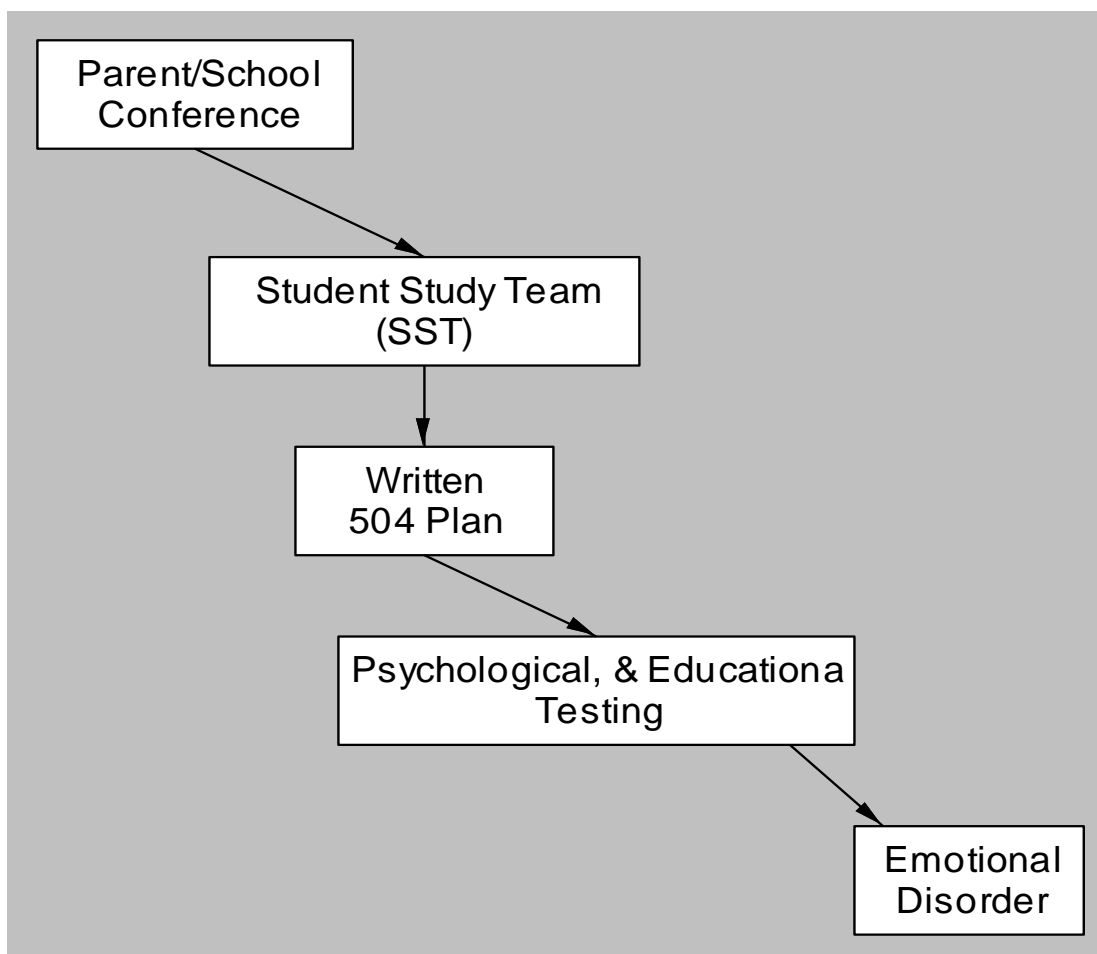 Parent/School
Conference
Student Study Team
(SST)
Written
504 Plan
Psychological, & Educationa
Testing
Emotional
Disorder